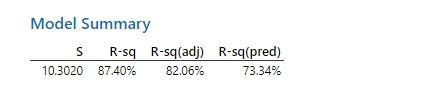 Model Summary
S R-sq R-sq(adj) R-sq(pred)
10.3020 87.40% 82.06% 73.34%